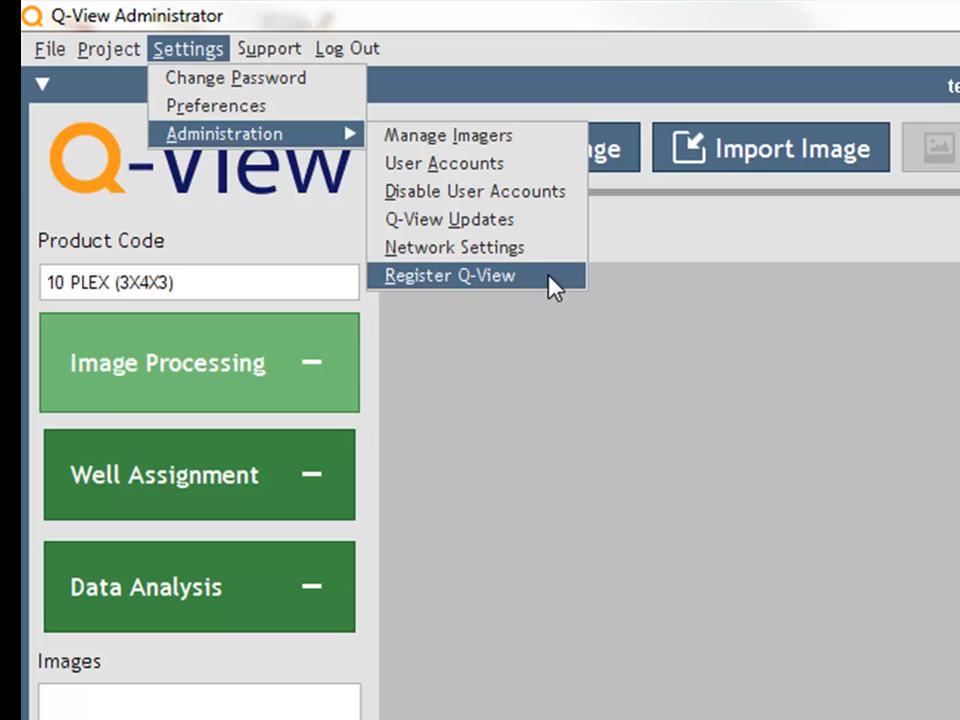 Q-View Administrator
File Project Settings Support Log Out
Change Password
Preferences
Administration
Manage Imagers
User Accounts
Disable User Accounts
Q-View Updates
Network Settings
Register Q-View
Q-View
Import Image
Product Code
10 PLEX (3X4X3)
Image Processing
Well Assignment
Data Analysis
Images